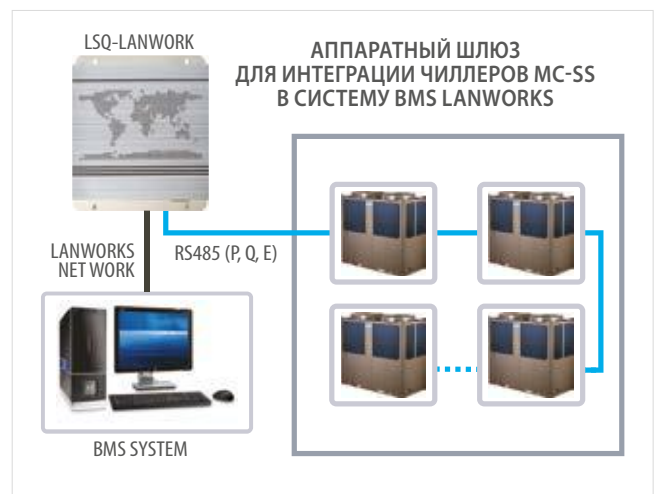 LSQ-LANWORK
АППАРАТНЫЙ ШЛЮЗ
ДЛЯ ИНТЕГРАЦИИ ЧИЛЛЕРОВ MC-SS
В СИСТЕМУ BMS LANWORKS
LANWORKS
NET WORK
RS485 (P, Q, E)
BMS SYSTEM